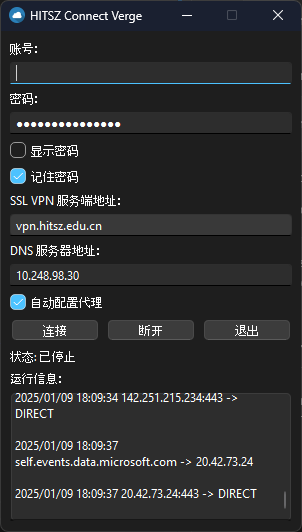 HITSZ Connect Verge
账号:
密码:
●●●●●●●●●●●●●●●
显示密码
记住密码
SSL VPN 服务端地址:
vpn.hitsz.edu.cn
DNS 服务器地址:
10.248.98.30
自动配置代理
连接 断开 退出
状态: 已停止
运行信息:
2025/01/09 18:09:34 142.251.215.234:443 ->
DIRECT
2025/01/09 18:09:37
self.events.data.microsoft.com -> 20.42.73.24
2025/01/09 18:09:37 20.42.73.24:443 -> DIRECT